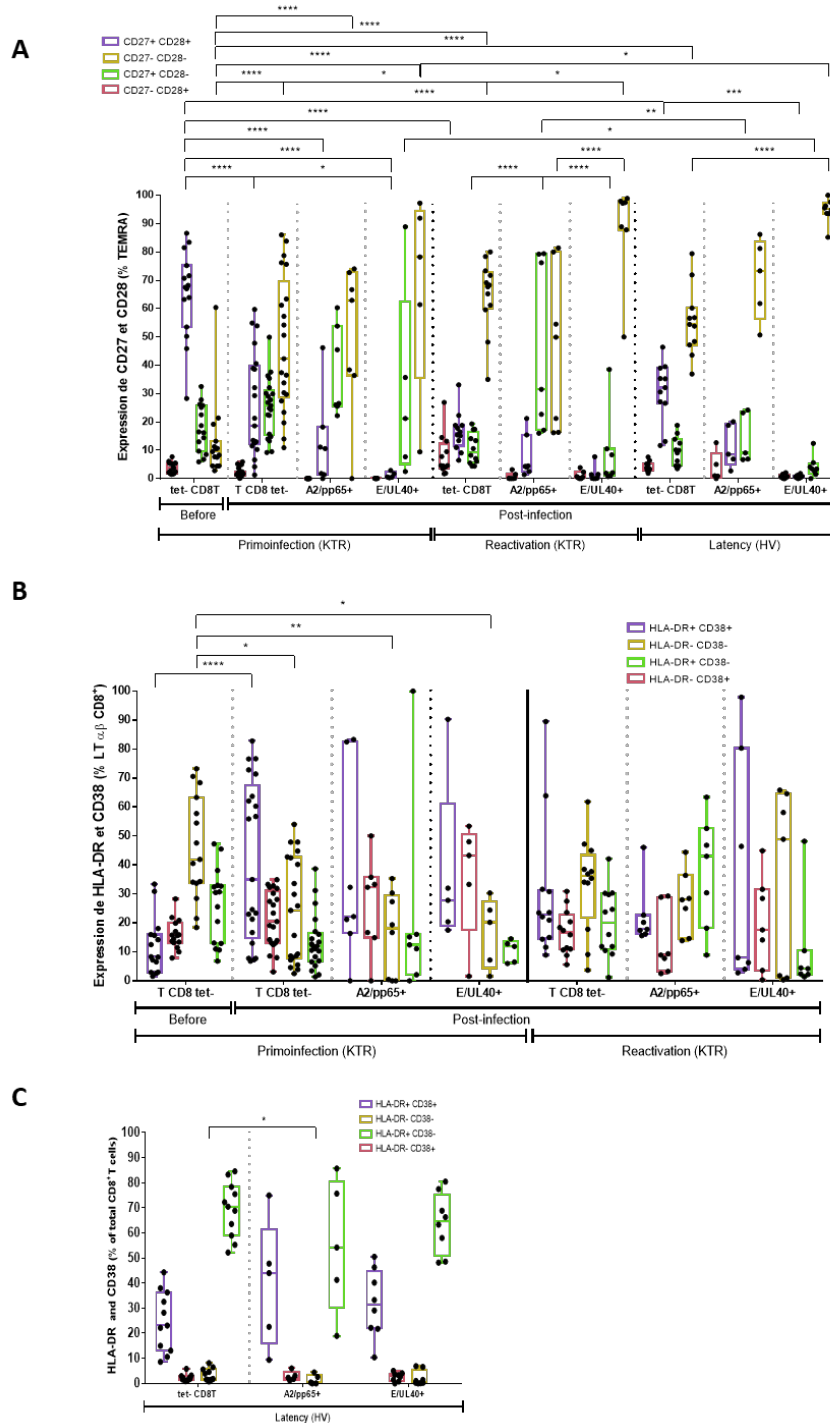 A
CD27+ CD28+
CD27- CD28-
CD27+ CD28-
CD27- CD28+
****
****
****
****
*
****
*
*
****
***
****
**
****
*
****
****
****
****
*
****
****
Expression de CD27 et CD28 (% TEMRA)
100
90
80
70
60
50
40
30
20
10
0
tet- CD8T
T CD8 tet-
A2/pp65+
E/UL40+
tet- CD8T
A2/pp65+
E/UL40+
tet- CD8T
A2/pp65+
E/UL40+
Before
Post-infection
Primoinfection (KTR)
Reactivation (KTR)
Latency (HV)
B
*
**
*
****
HLA-DR+ CD38+
HLA-DR- CD38-
HLA-DR+ CD38-
HLA-DR- CD38+
Expression de HLA-DR et CD38 (% LT αβ CD8+)
100
90
80
70
60
50
40
30
20
10
0
T CD8 tet-
T CD8 tet-
A2/pp65+
E/UL40+
T CD8 tet-
A2/pp65+
E/UL40+
Before
Post-infection
Primoinfection (KTR)
Reactivation (KTR)
C
HLA-DR+ CD38+
HLA-DR- CD38-
HLA-DR+ CD38-
HLA-DR- CD38+
*
HLA-DR and CD38 (% of total CD8+T cells)
100
90
80
70
60
50
40
30
20
10
0
tet- CD8T
A2/pp65+
E/UL40+
Latency (HV)